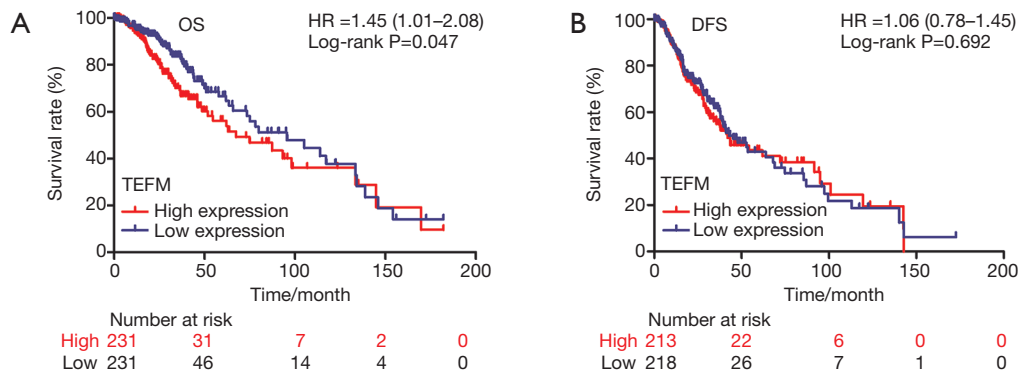 A
OS
HR =1.45 (1.01–2.08)
Log-rank P=0.047
Survival rate (%)
100
80
60
40
20
0
TEFM
High expression
Low expression
0 50 100 150 200
Time/month
Number at risk
High 231 31 7 2 0
Low 231 46 14 4 0
B
DFS
HR =1.06 (0.78–1.45)
Log-rank P=0.692
Survival rate (%)
100
80
60
40
20
0
TEFM
High expression
Low expression
0 50 100 150 200
Time/month
Number at risk
High 213 22 6 0 0
Low 218 26 7 1 0